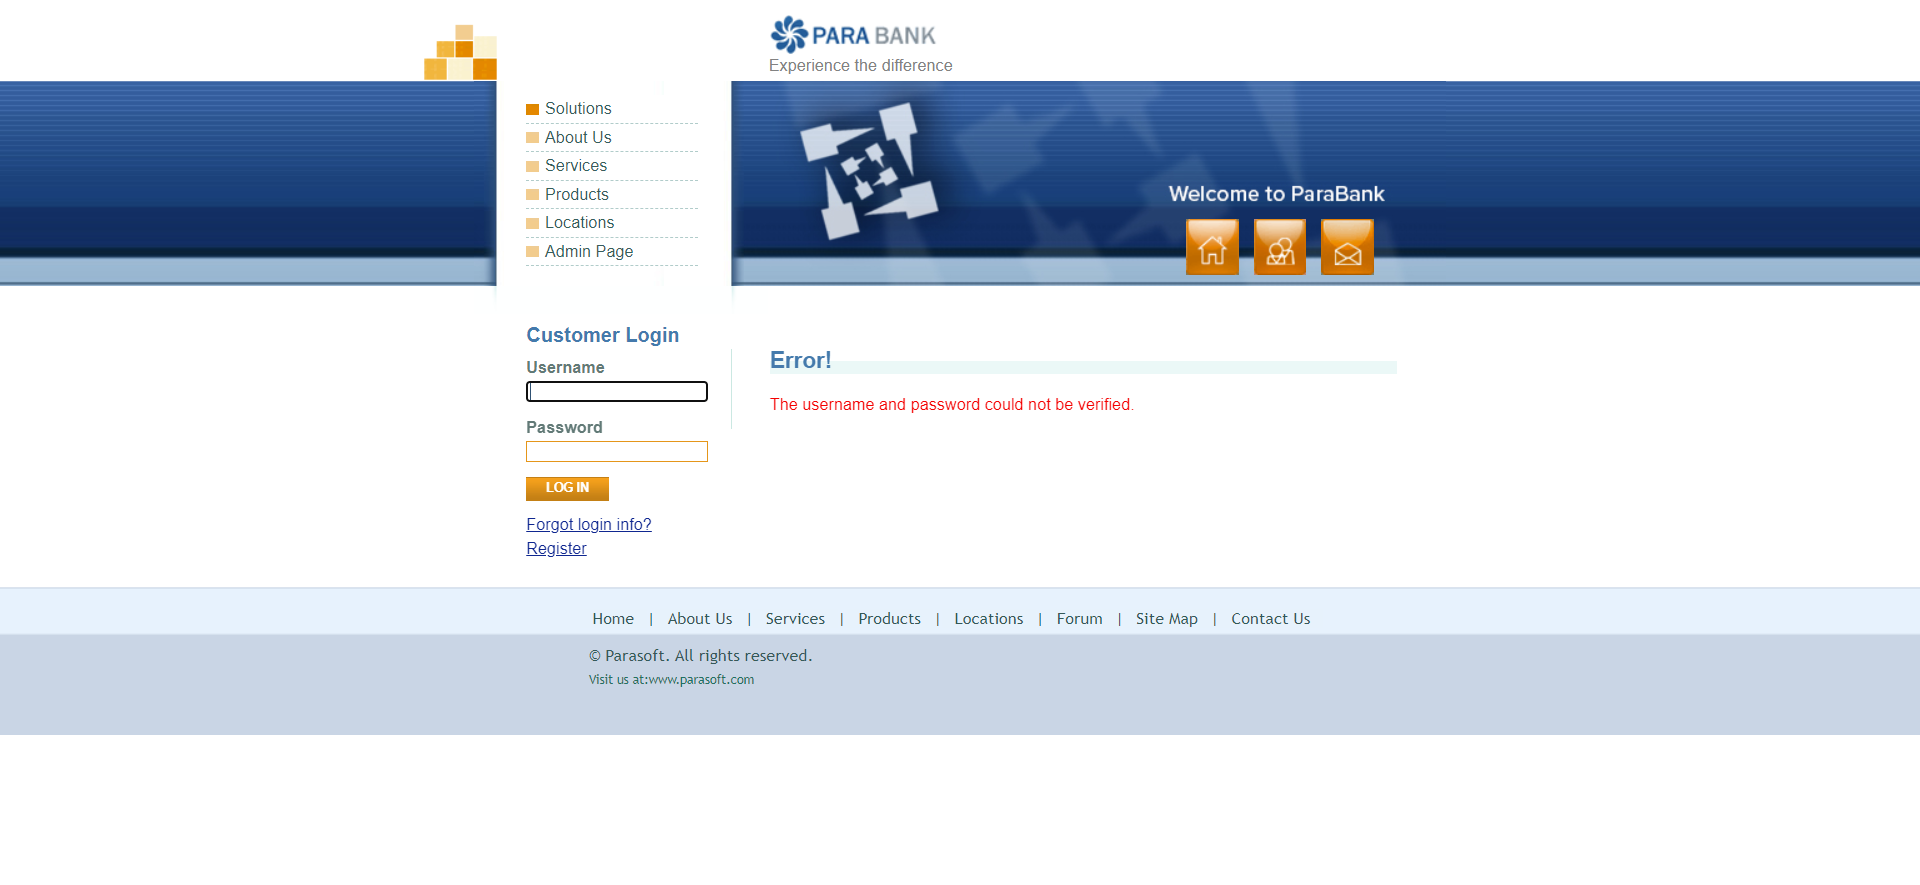 PARA BANK
Experience the difference
Solutions
About Us
Services
Products
Locations
Admin Page
Welcome to ParaBank
Customer Login
Username
Password
LOG IN
Forgot login info?
Register
Error!
The username and password could not be verified.
Home | About Us | Services | Products | Locations | Forum | Site Map | Contact Us
© Parasoft. All rights reserved.
Visit us at:www.parasoft.com